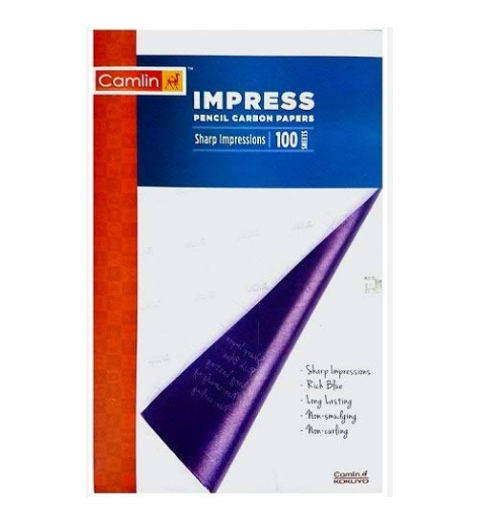 Camlin
TM
IMPRESS
PENCIL CARBON PAPERS
Sharp Impressions | 100 SHEETS
· Sharp Impressions
· Rich Blue
· Long Lasting
· Non-smudging
· Non-curling
Camlin
KOKUYO